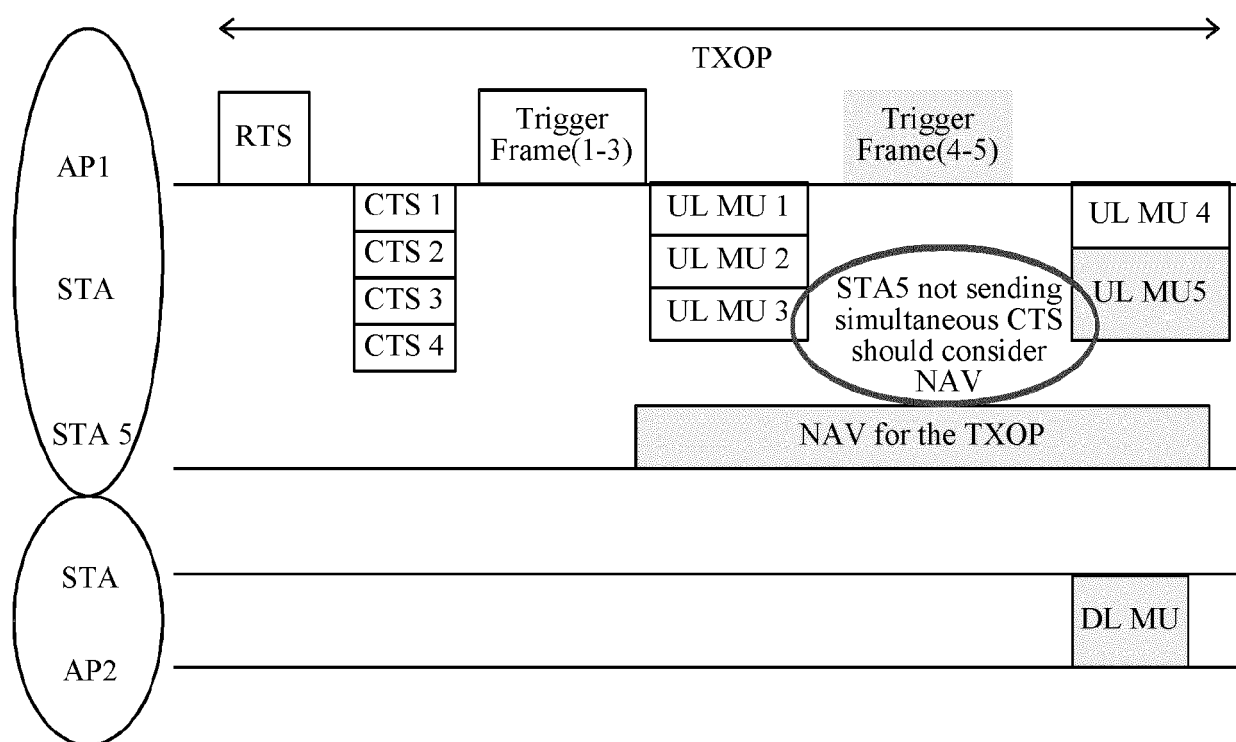 TXOP
RTS
Trigger
Frame(1-3)
Trigger
Frame(4-5)
AP1
CTS 1
CTS 2
CTS 3
CTS 4
UL MU 1
UL MU 2
UL MU 3
UL MU 4
UL MU5
STA
STA5 not sending
simultaneous CTS
should consider
NAV
STA 5
NAV for the TXOP
STA
DL MU
AP2